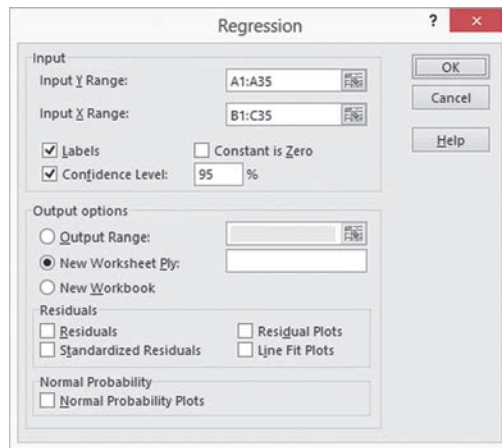 Regression
?
×
Input
Input Y Range:
A1:A35
Input X Range:
B1:C35
Labels
Constant is Zero
Confidence Level:
95
%
OK
Cancel
Help
Output options
Output Range:
New Worksheet Ply:
New Workbook
Residuals
Residuals
Residual Plots
Standardized Residuals
Line Fit Plots
Normal Probability
Normal Probability Plots